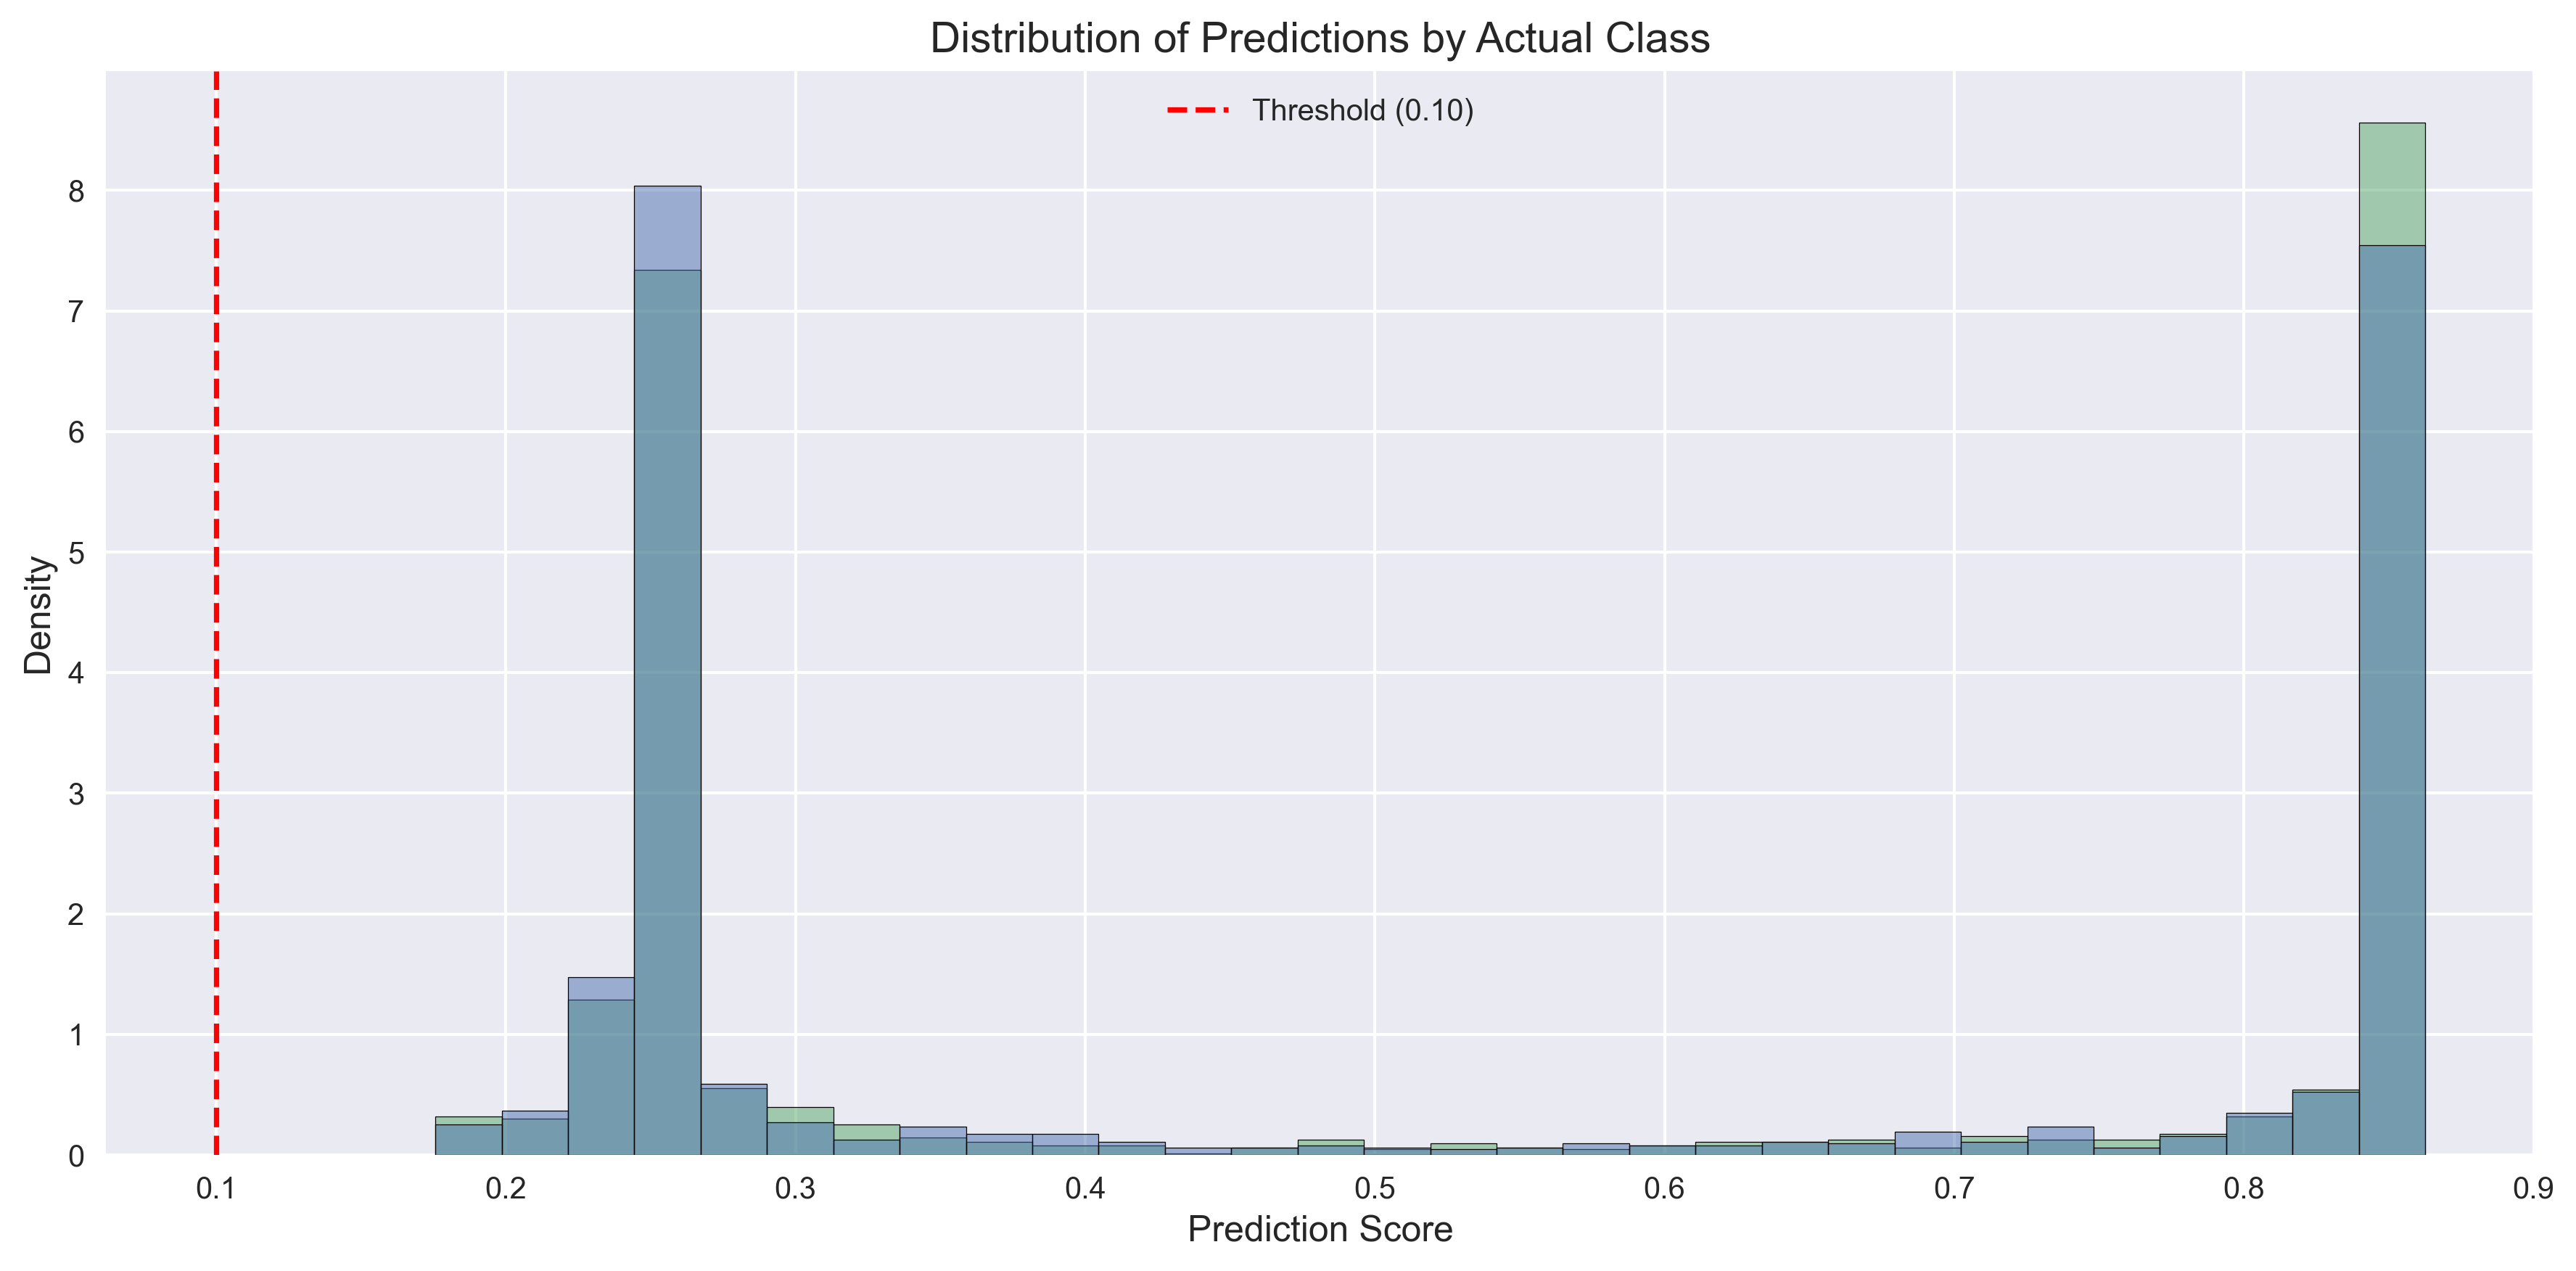 Distribution of Predictions by Actual Class
Threshold (0.10)
Density
8
7
6
5
4
3
2
1
0
0.1 0.2 0.3 0.4 0.5 0.6 0.7 0.8 0.9
Prediction Score